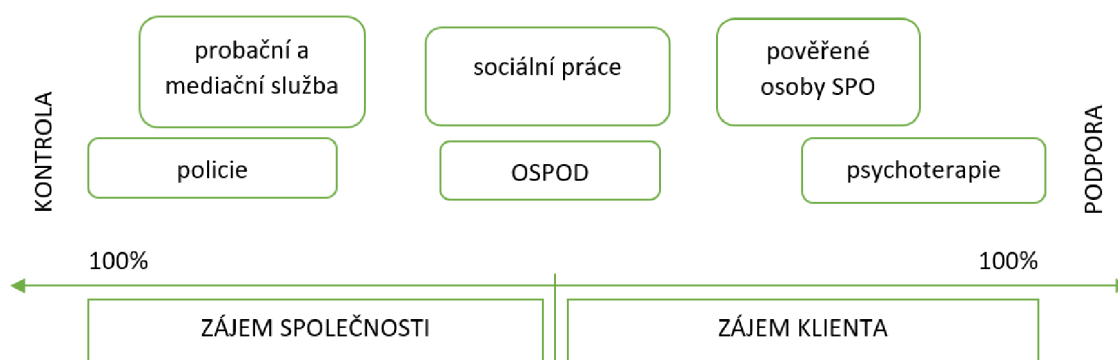 probační a
mediační služba
sociální práce
pověřené
osoby SPO
KONTROLA
policie
OSPOD
psychoterapie
PODPORA
100%
100%
ZÁJEM SPOLEČNOSTI
ZÁJEM KLIENTA